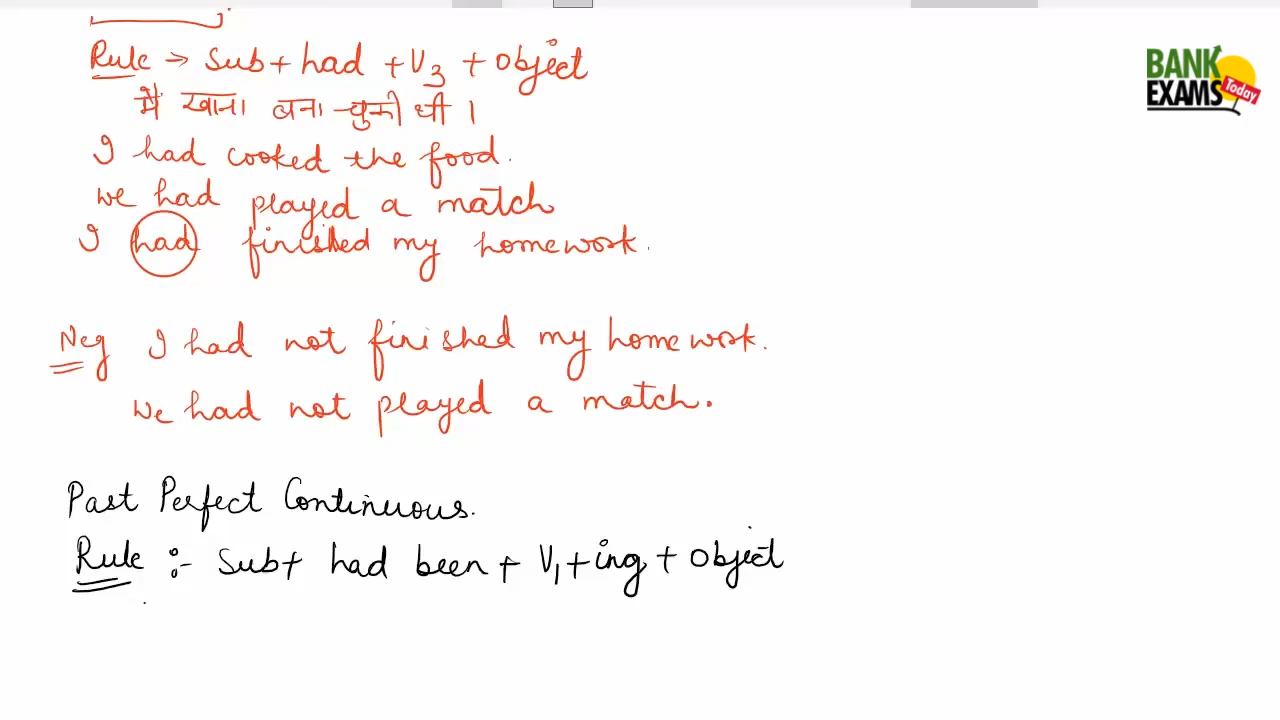 Rule → Sub + had + V3 + Object
मैं खाना बना चुकी थी ।
I had cooked the food.
we had played a match
I had finished my homework.
Neg I had not finished my homework.
we had not played a match.
Past Perfect Continuous.
Rule :- Sub + had been + V1 + ing + Object
BANK
EXAMS Today